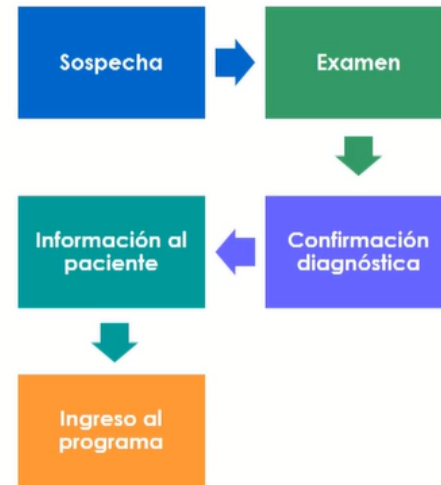 Sospecha
Examen
Confirmación
diagnóstica
Información al
paciente
Ingreso al
programa